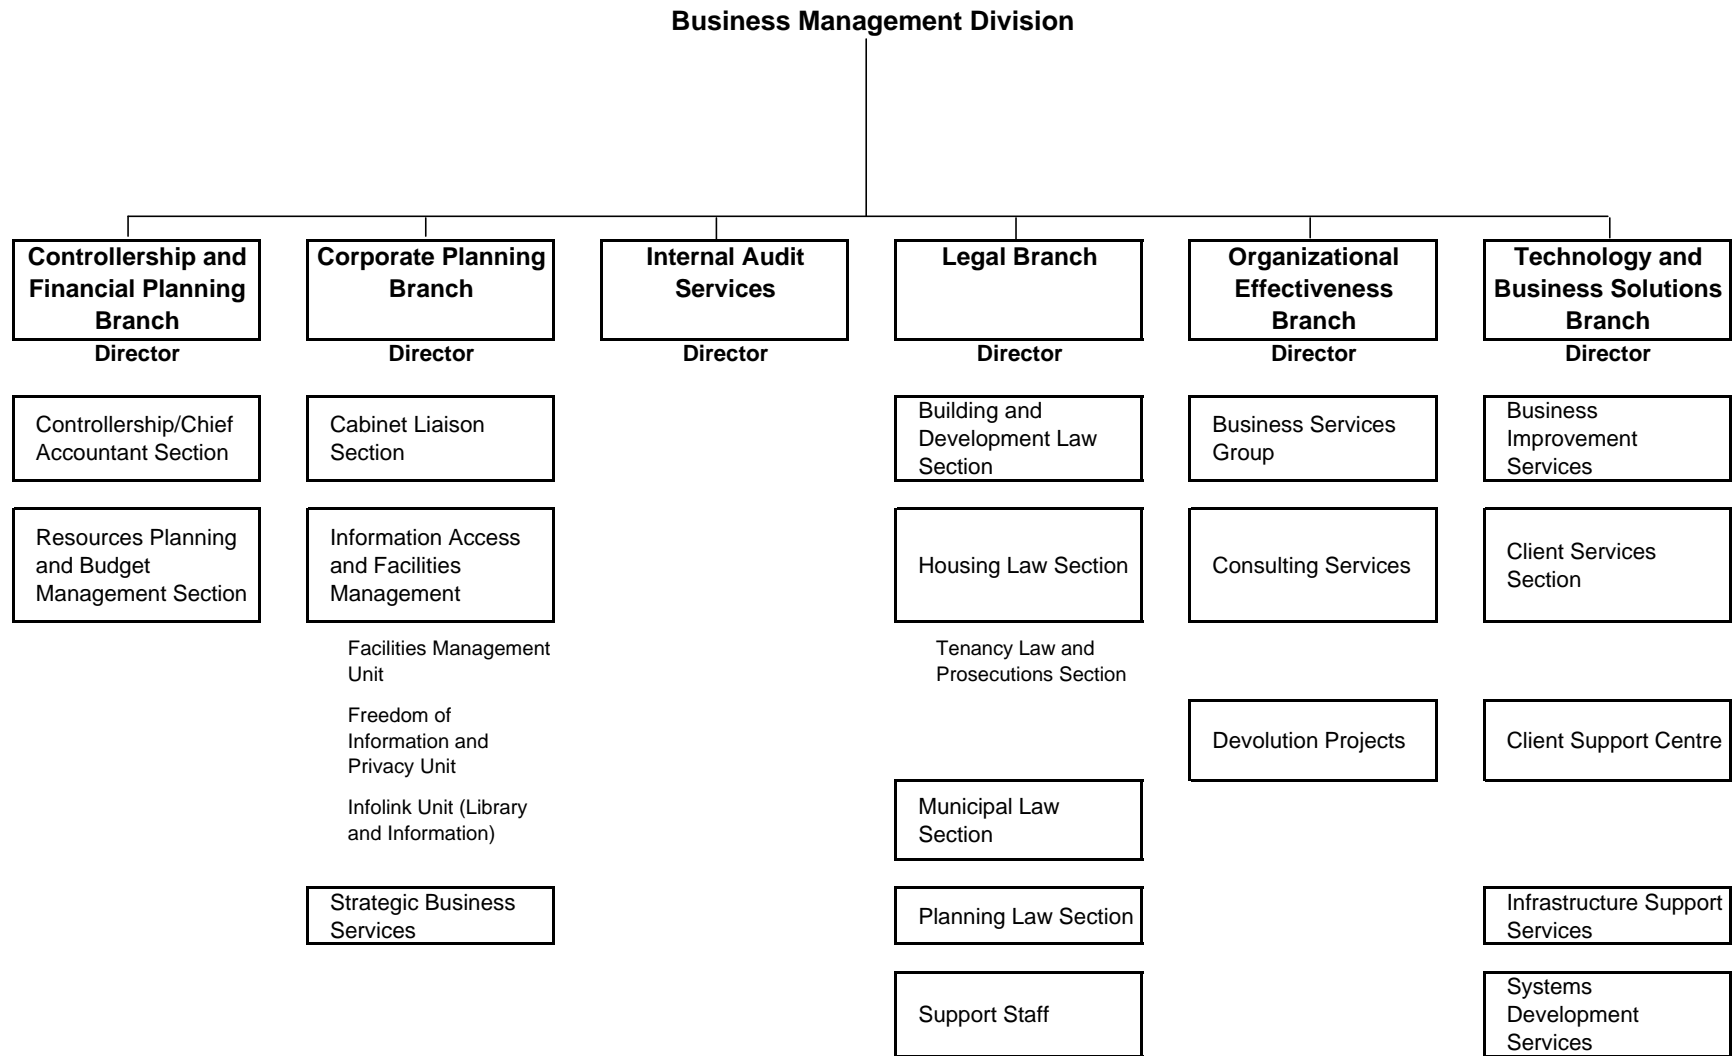 Business Management Division
Controllership and
Financial Planning
Branch
Director
Controllership/Chief
Accountant Section
Resources Planning
and Budget
Management Section
Corporate Planning
Branch
Director
Cabinet Liaison
Section
Information Access
and Facilities
Management
Facilities Management
Unit
Freedom of
Information and
Privacy Unit
Infolink Unit (Library
and Information)
Strategic Business
Services
Internal Audit
Services
Director
Legal Branch
Director
Building and
Development Law
Section
Housing Law Section
Tenancy Law and
Prosecutions Section
Municipal Law
Section
Planning Law Section
Support Staff
Organizational
Effectiveness
Branch
Director
Business Services
Group
Consulting Services
Devolution Projects
Technology and
Business Solutions
Branch
Director
Business
Improvement
Services
Client Services
Section
Client Support Centre
Infrastructure Support
Services
Systems
Development
Services